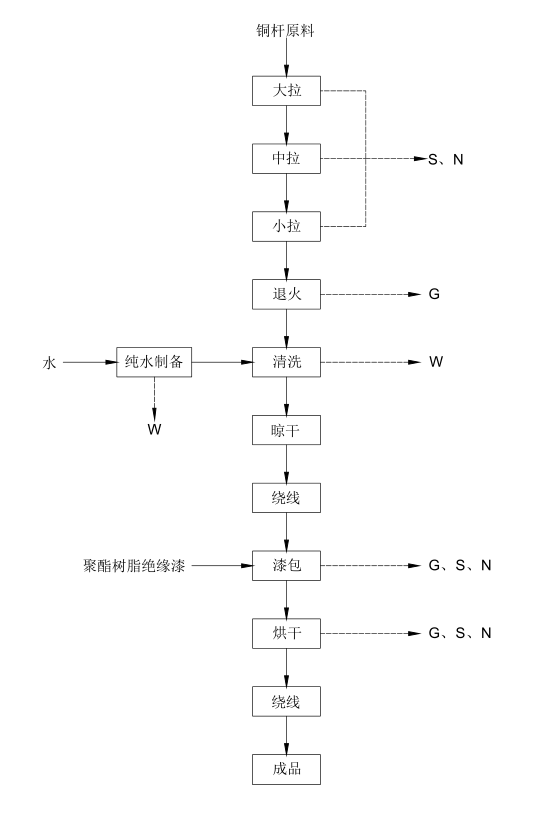 铜杆原料
大拉
中拉
S、N
小拉
退火
G
水
纯水制备
清洗
W
W
晾干
绕线
聚酯树脂绝缘漆
漆包
G、S、N
烘干
G、S、N
绕线
成品